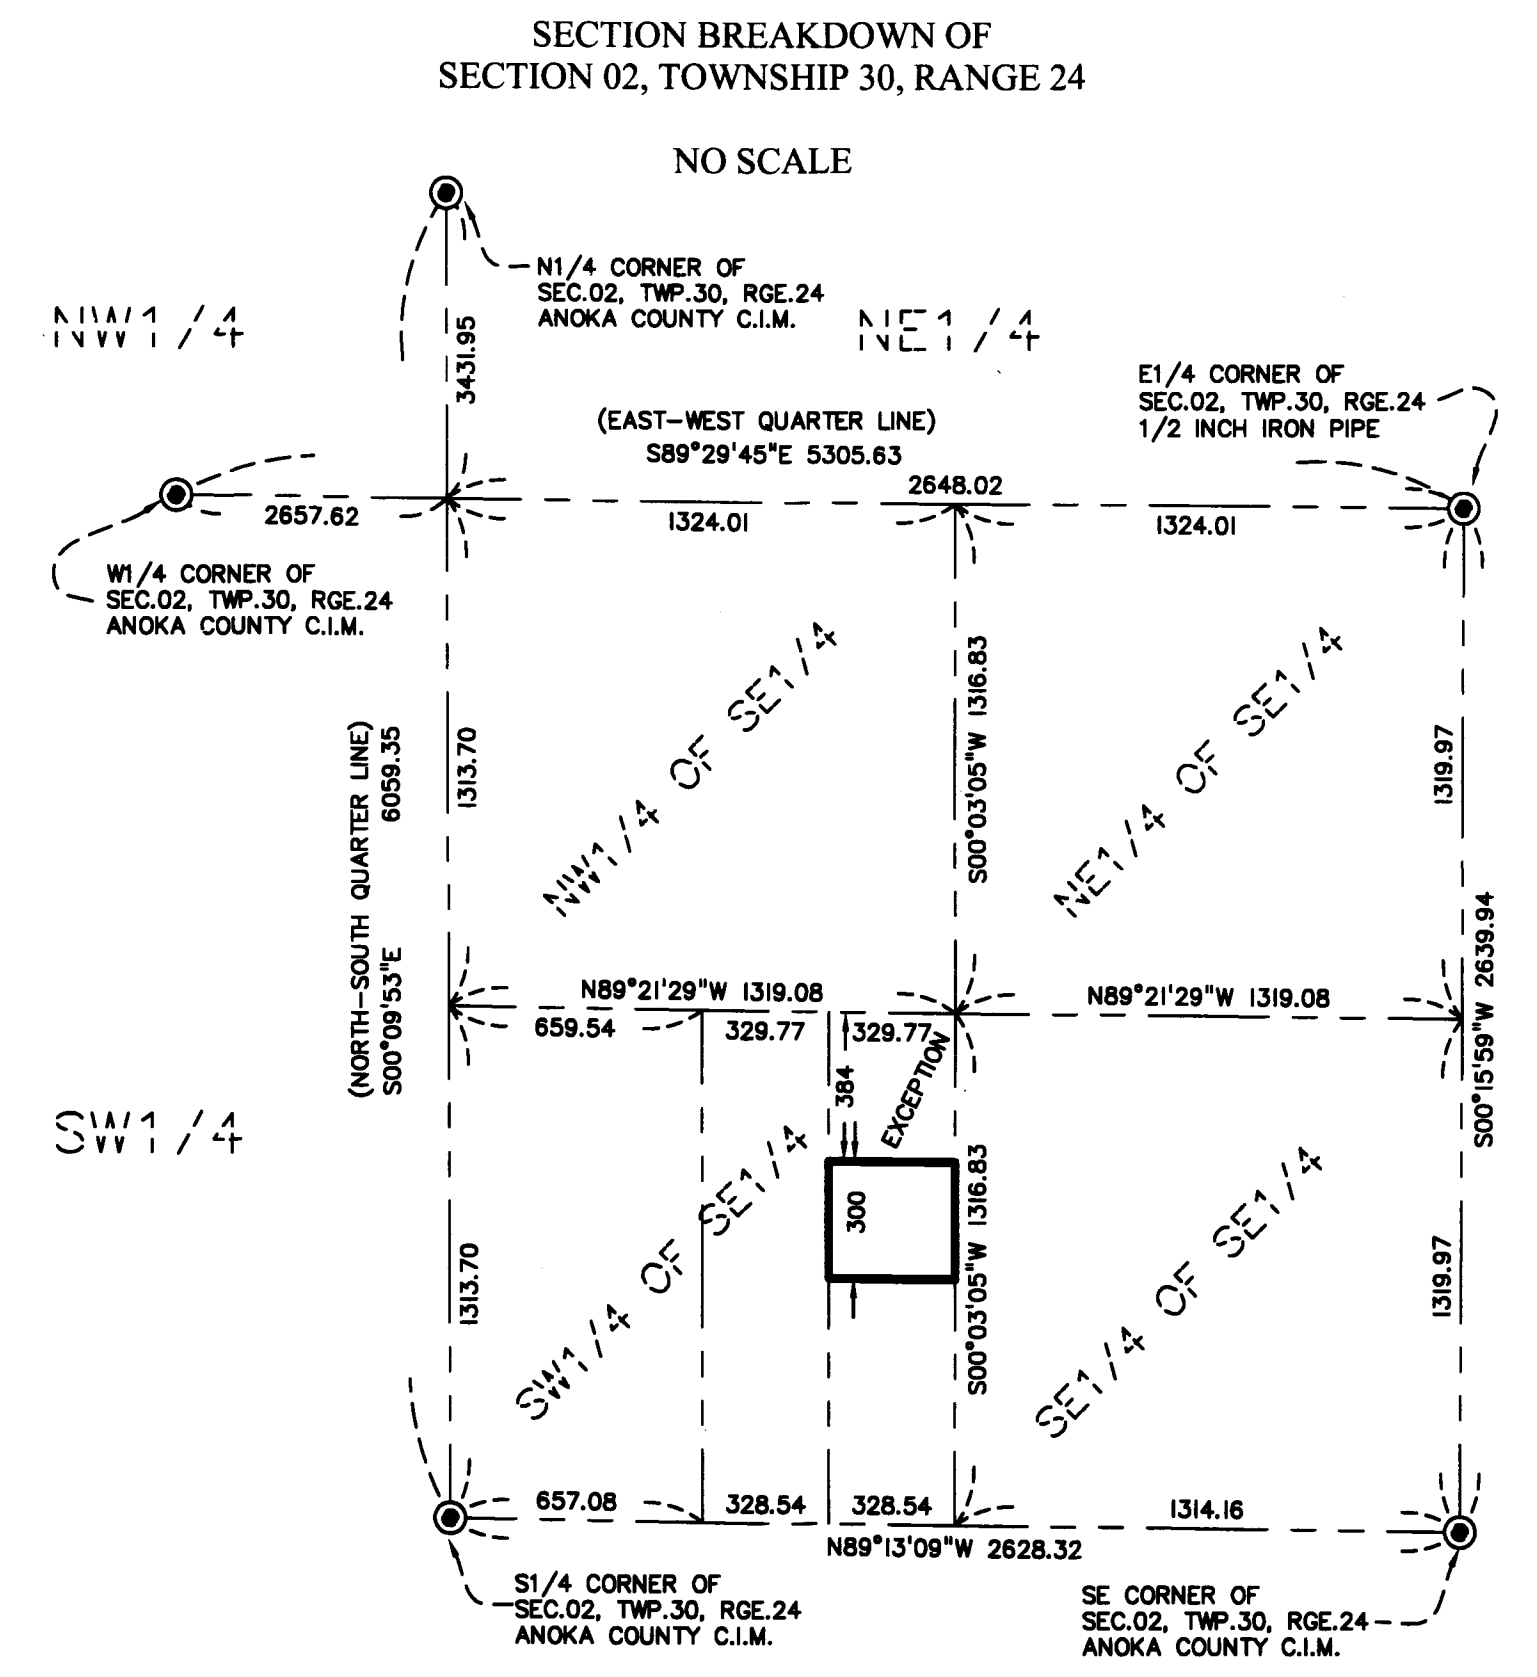 SECTION BREAKDOWN OF
SECTION 02, TOWNSHIP 30, RANGE 24
NO SCALE
N1/4 CORNER OF
SEC.02, TWP.30, RGE.24
ANOKA COUNTY C.I.M.
NW1/4
NE1/4
3431.95
E1/4 CORNER OF
SEC.02, TWP.30, RGE.24
1/2 INCH IRON PIPE
(EAST-WEST QUARTER LINE)
S89°29'45"E 5305.63
2648.02
2657.62
1324.01
1324.01
W1/4 CORNER OF
SEC.02, TWP.30, RGE.24
ANOKA COUNTY C.I.M.
(NORTH-SOUTH QUARTER LINE)
S00°09'53"E 6059.35
1313.70
NW1/4 OF SE1/4
S00°03'05"W 1316.83
NE1/4 OF SE1/4
1319.97
S00°15'59"W 2639.94
N89°21'29"W 1319.08
N89°21'29"W 1319.08
659.54
329.77
329.77
384
EXCEPTION
SW1/4
300
SW1/4 OF SE1/4
S00°03'05"W 1316.83
SE1/4 OF SE1/4
1313.70
1319.97
657.08
328.54
328.54
1314.16
N89°13'09"W 2628.32
S1/4 CORNER OF
SEC.02, TWP.30, RGE.24
ANOKA COUNTY C.I.M.
SE CORNER OF
SEC.02, TWP.30, RGE.24
ANOKA COUNTY C.I.M.